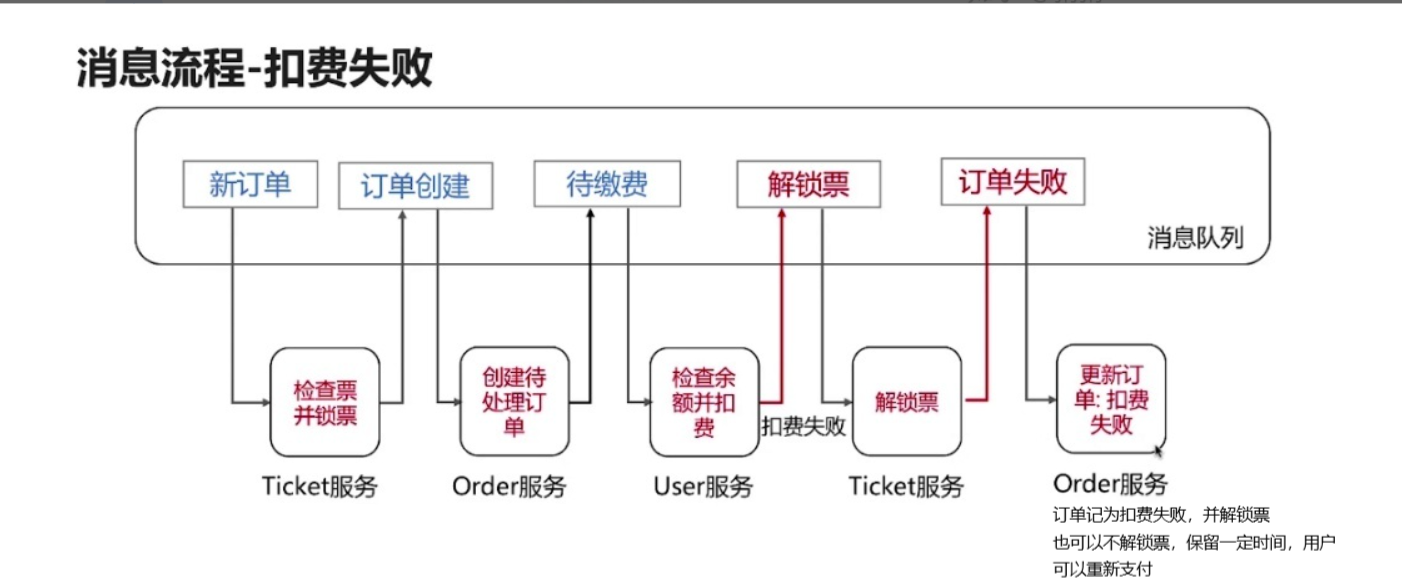 消息流程-扣费失败
新订单
订单创建
待缴费
解锁票
订单失败
消息队列
检查票
并锁票
创建待
处理订
单
检查余
额并扣
费
扣费失败
解锁票
更新订
单: 扣费
失败
Ticket服务
Order服务
User服务
Ticket服务
Order服务
订单记为扣费失败，并解锁票
也可以不解锁票，保留一定时间，用户
可以重新支付